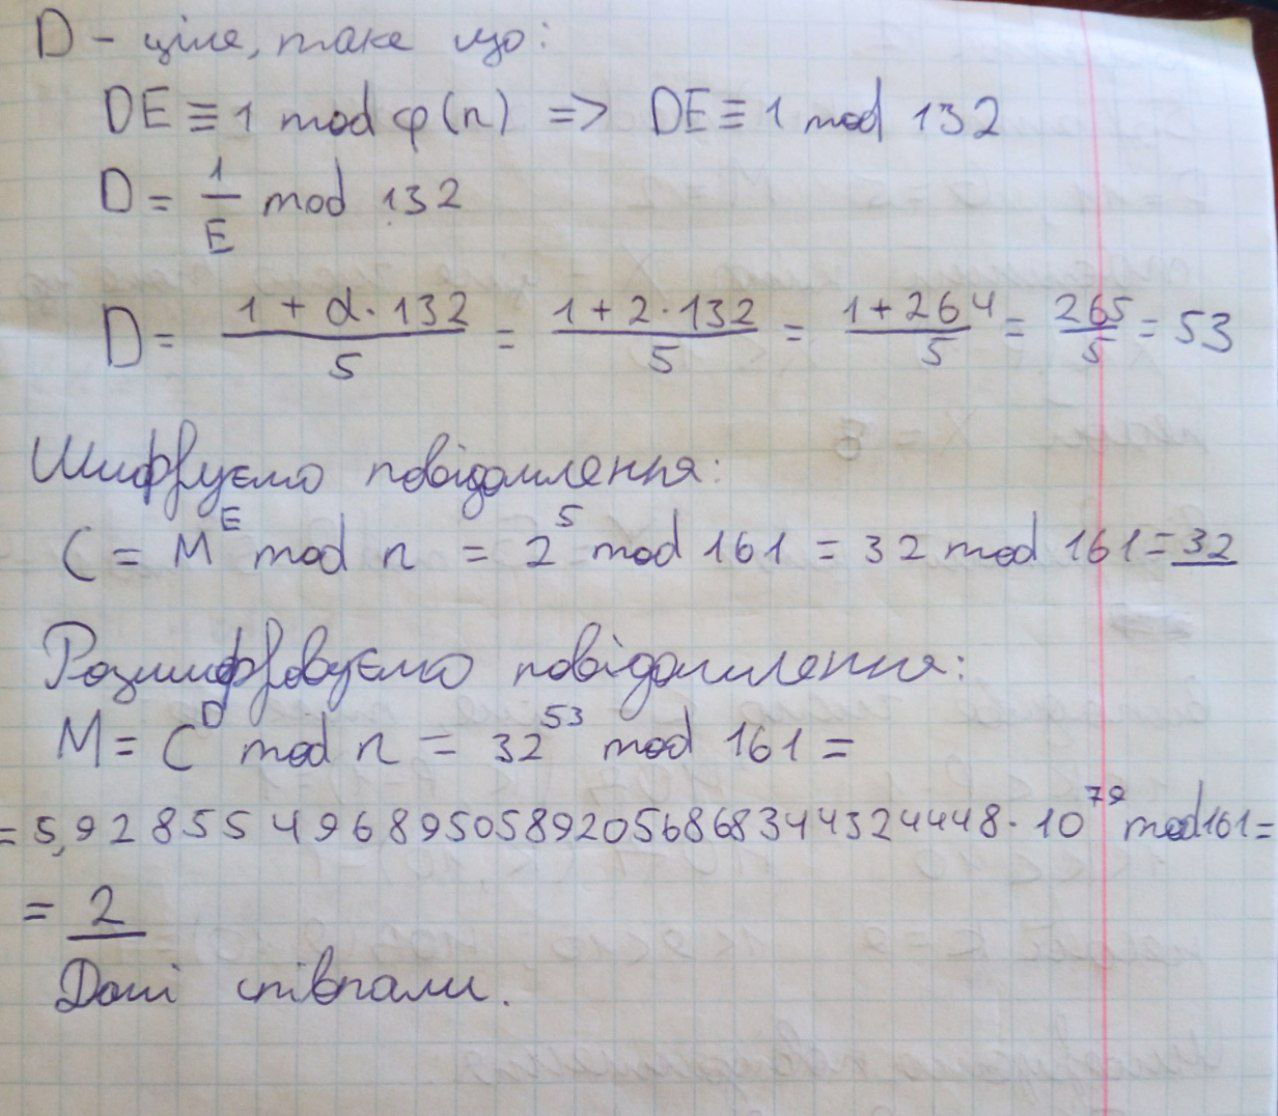 D - ціле, таке що:
DE ≡ 1 mod φ(n) => DE ≡ 1 mod 132
D = 1/E mod 132
D = (1 + d · 132)/5 = (1 + 2 · 132)/5 = (1 + 264)/5 = 265/5 = 53
Шифруємо повідомлення:
C = M^E mod n = 2^5 mod 161 = 32 mod 161 = 32
Розшифровуємо повідомлення:
M = C^D mod n = 32^53 mod 161 =
= 5,92855496895058920568683443244448 · 10^79 mod 161 =
= 2
Дані співпали.